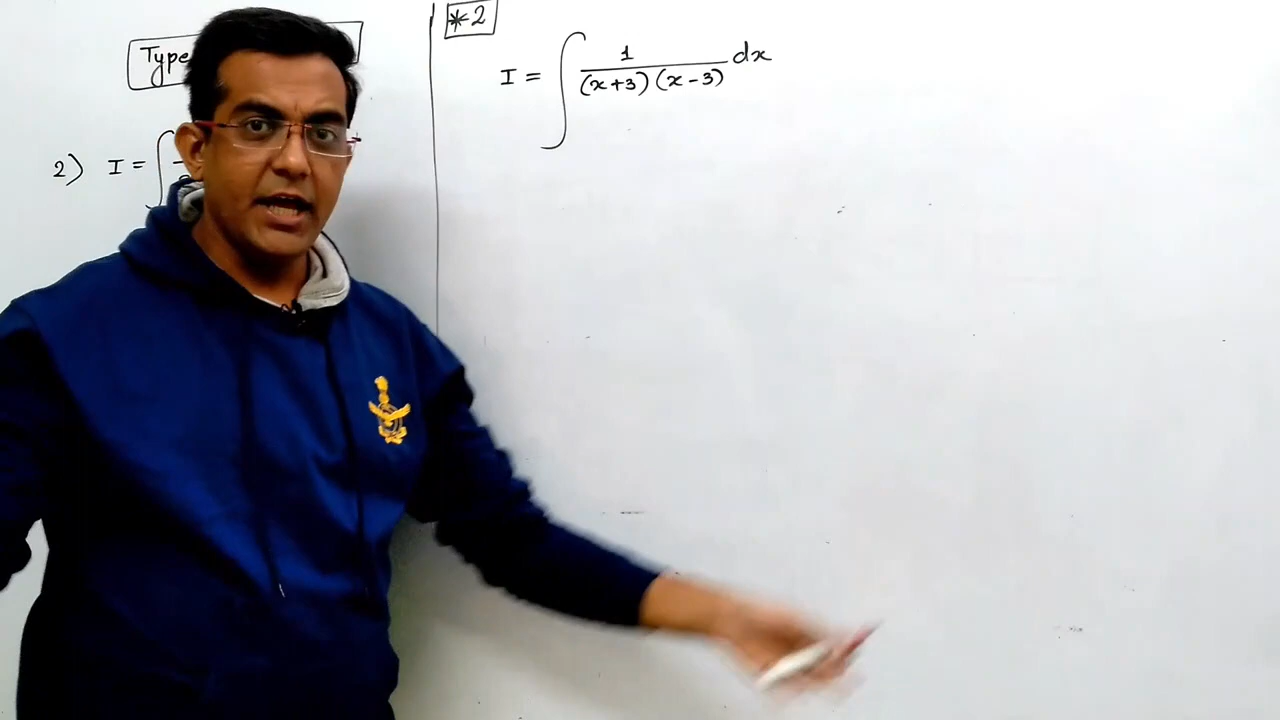 Type
2) I = ∫
*2
I = ∫ 1/((x+3)(x-3)) dx